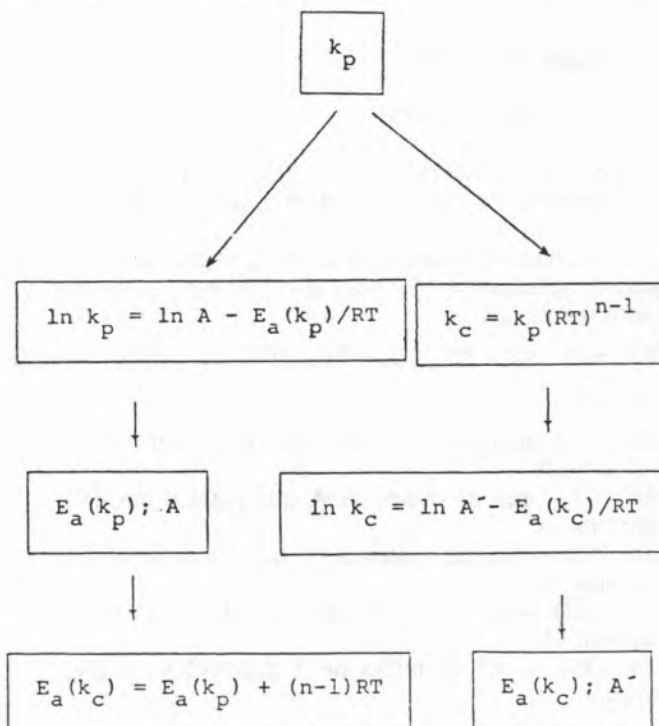 k_p
ln k_p = ln A - E_a(k_p)/RT
k_c = k_p(RT)^{n-1}
E_a(k_p); A
ln k_c = ln A´- E_a(k_c)/RT
E_a(k_c) = E_a(k_p) + (n-1)RT
E_a(k_c); A´